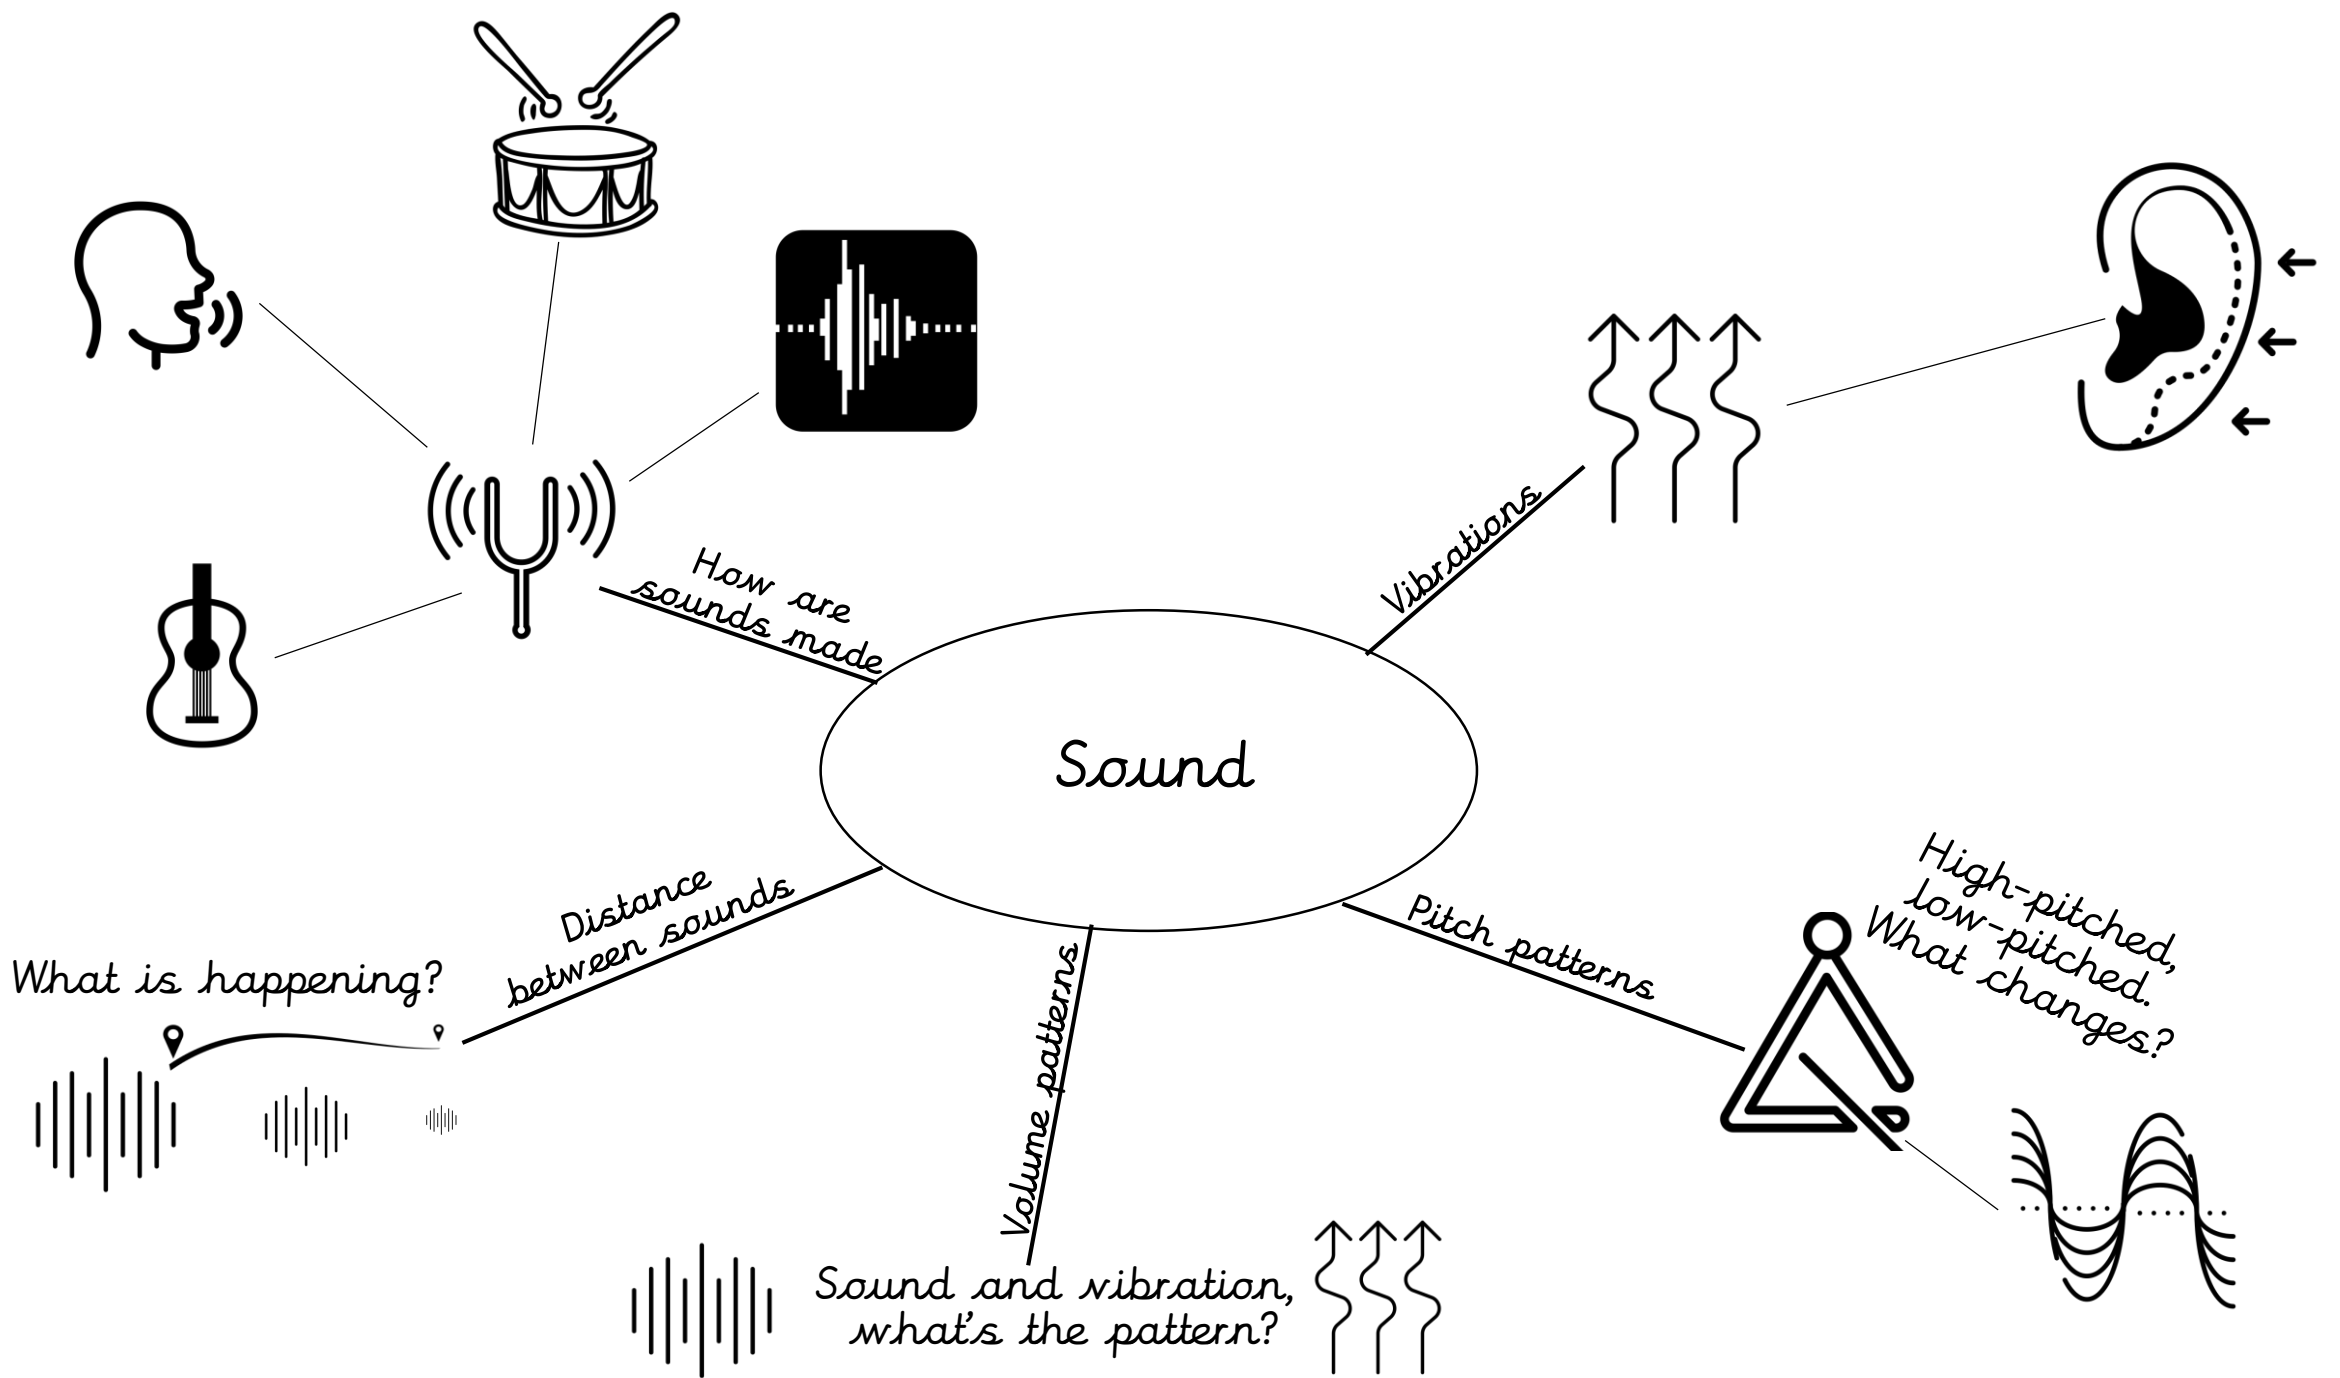 How are
sounds made
Vibrations
Sound
Distance
between sounds
What is happening?
Volume patterns
Sound and vibration,
what's the pattern?
Pitch patterns
High-pitched,
low-pitched.
What changes?